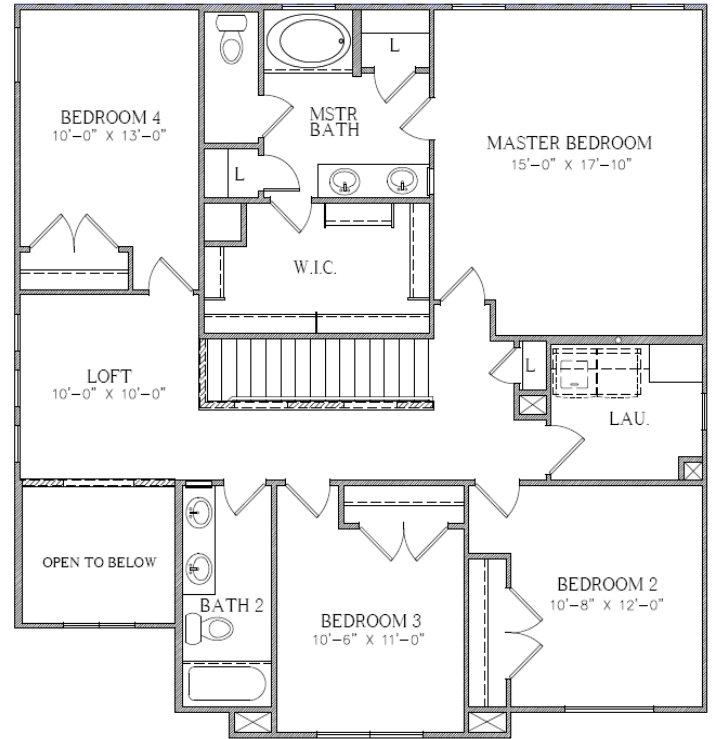 L
BEDROOM 4
10'-0" X 13'-0"
MSTR
BATH
MASTER BEDROOM
15'-0" X 17'-10"
L
W.I.C.
LOFT
10'-0" X 10'-0"
L
LAU.
OPEN TO BELOW
BATH 2
BEDROOM 3
10'-6" X 11'-0"
BEDROOM 2
10'-8" X 12'-0"